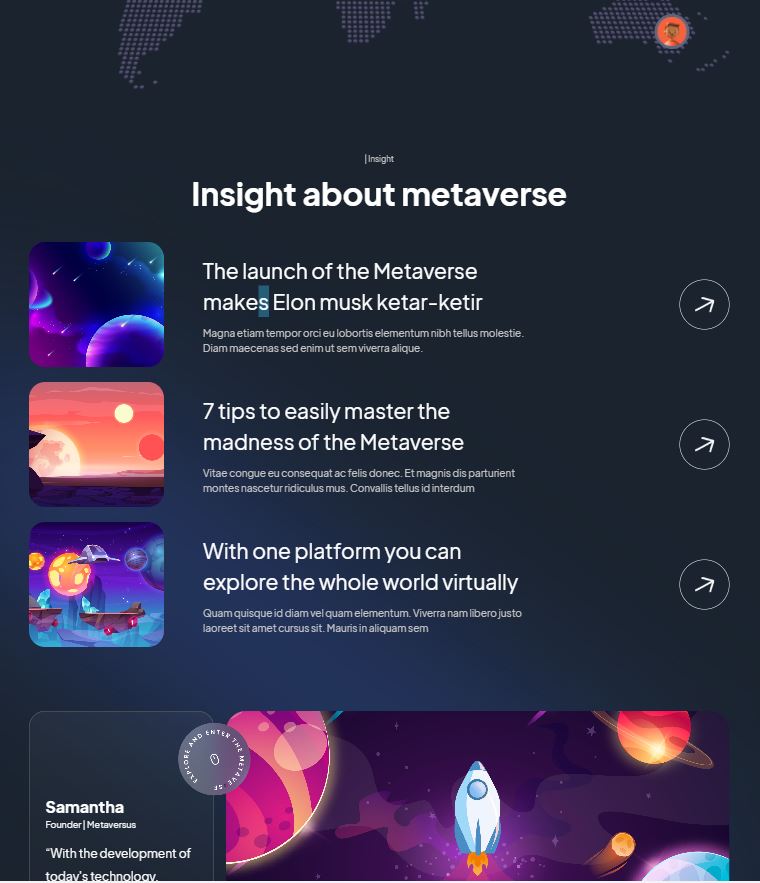 | Insight
Insight about metaverse
The launch of the Metaverse
makes Elon musk ketar-ketir
Magna etiam tempor orci eu lobortis elementum nibh tellus molestie.
Diam maecenas sed enim ut sem viverra alique.
7 tips to easily master the
madness of the Metaverse
Vitae congue eu consequat ac felis donec. Et magnis dis parturient
montes nascetur ridiculus mus. Convallis tellus id interdum
With one platform you can
explore the whole world virtually
Quam quisque id diam vel quam elementum. Viverra nam libero justo
laoreet sit amet cursus sit. Mauris in aliquam sem
EXPLORE AND ENTER THE METAVE SE
Samantha
Founder | Metaversus
“With the development of
today's technology,